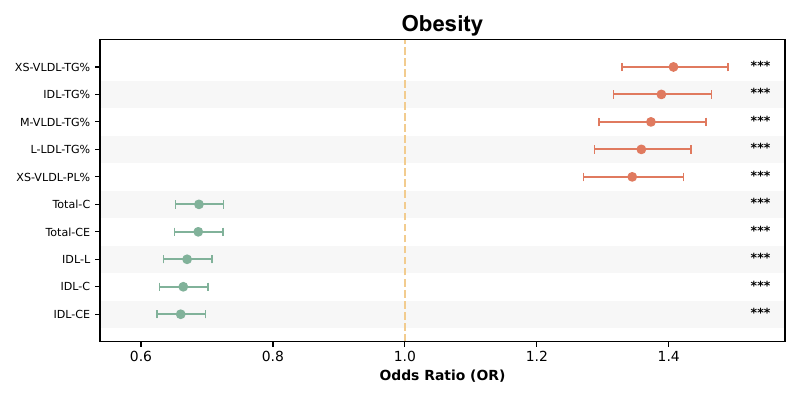 Obesity
XS-VLDL-TG% ***
IDL-TG% ***
M-VLDL-TG% ***
L-LDL-TG% ***
XS-VLDL-PL% ***
Total-C ***
Total-CE ***
IDL-L ***
IDL-C ***
IDL-CE ***
0.6 0.8 1.0 1.2 1.4
Odds Ratio (OR)